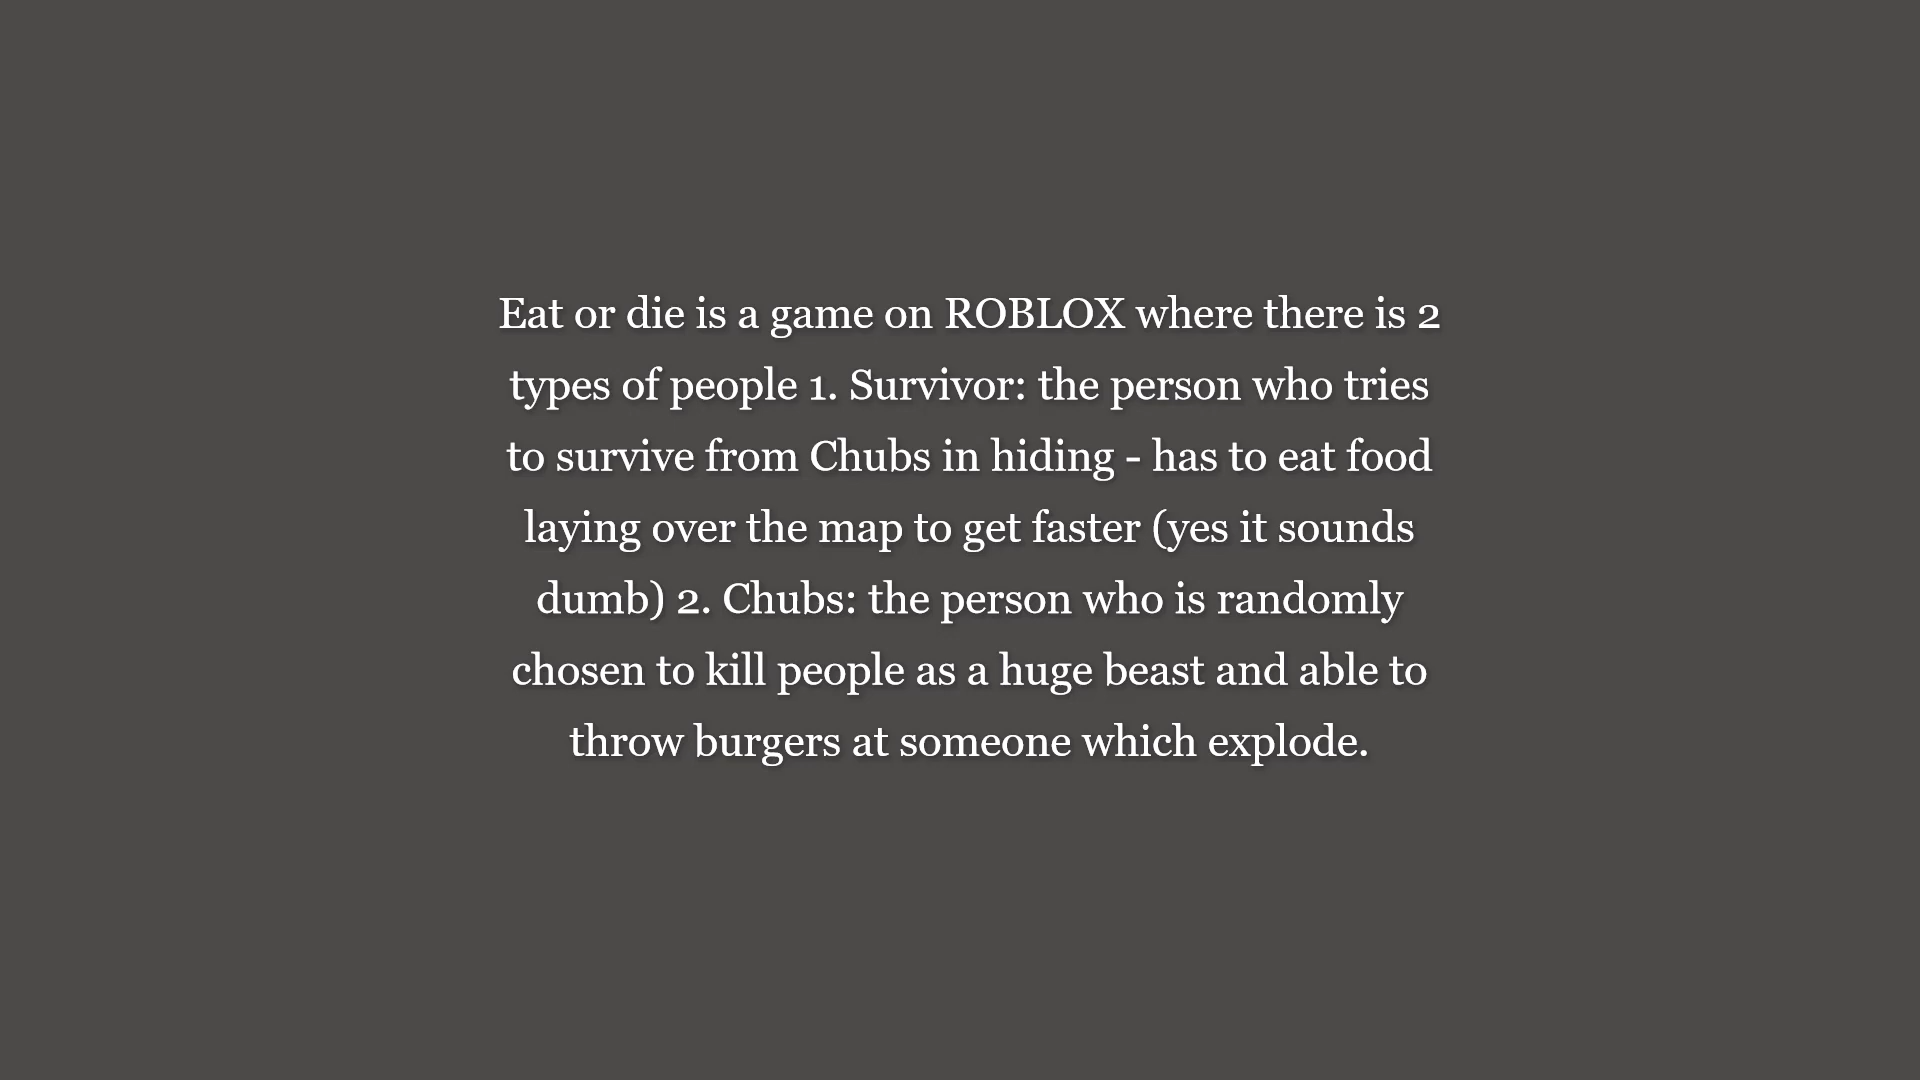 Eat or die is a game on ROBLOX where there is 2
types of people 1. Survivor: the person who tries
to survive from Chubs in hiding - has to eat food
laying over the map to get faster (yes it sounds
dumb) 2. Chubs: the person who is randomly
chosen to kill people as a huge beast and able to
throw burgers at someone which explode.